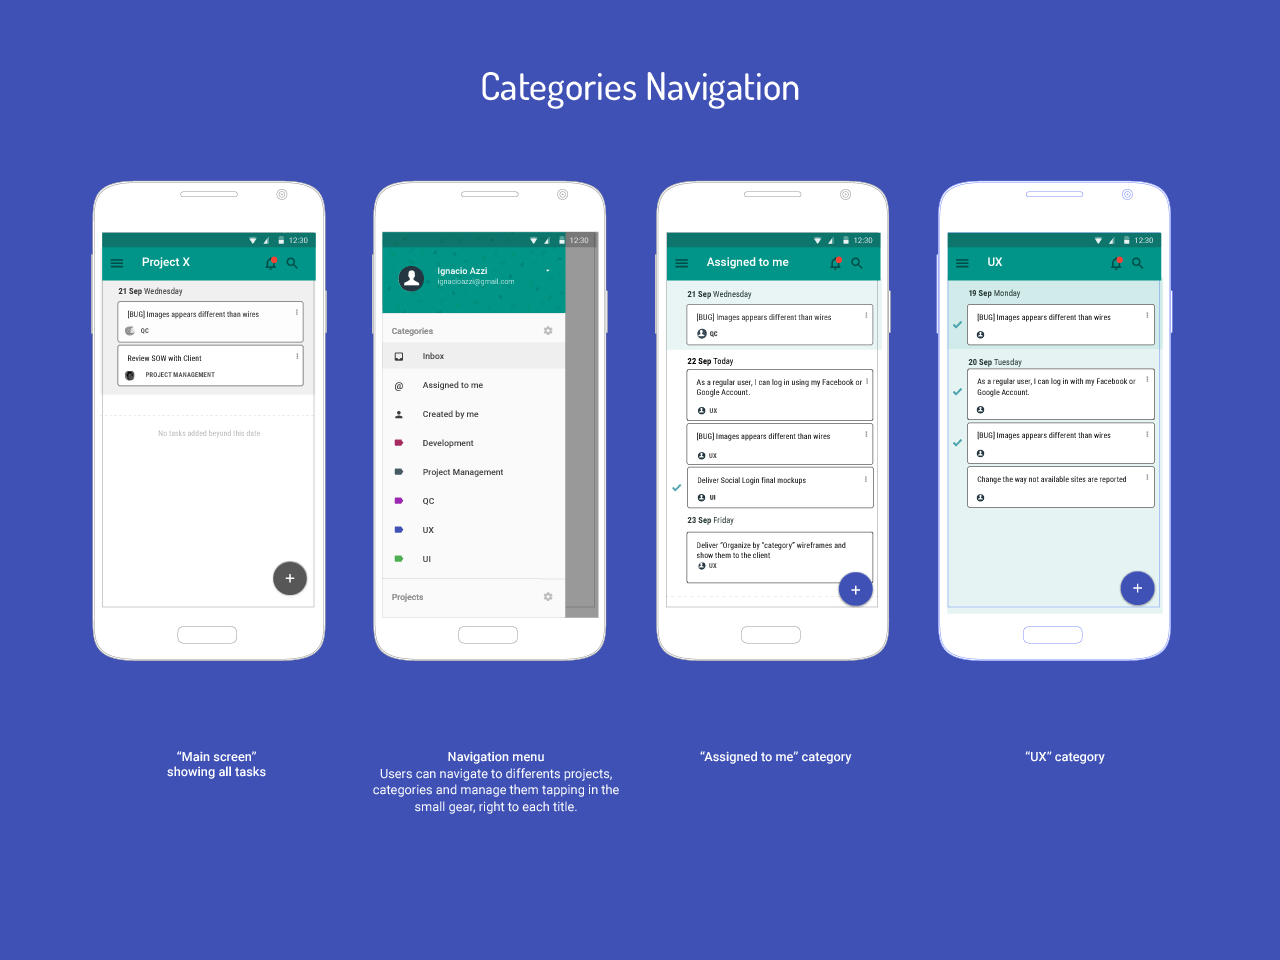 Categories Navigation
12:30
Project X
21 Sep Wednesday
[BUG] Images appears different than wires
QC
Review SOW with Client
PROJECT MANAGEMENT
No tasks added beyond this date
12:30
Ignacio Azzi
ignacioazzi@gmail.com
Categories
Inbox
@ Assigned to me
Created by me
Development
Project Management
QC
UX
UI
Projects
12:30
Assigned to me
21 Sep Wednesday
[BUG] Images appears different than wires
QC
22 Sep Today
As a regular user, I can log in using my Facebook or
Google Account.
UX
[BUG] Images appears different than wires
UX
Deliver Social Login final mockups
UI
23 Sep Friday
Deliver “Organize by “category” wireframes and
show them to the client
UX
12:30
UX
19 Sep Monday
[BUG] Images appears different than wires
20 Sep Tuesday
As a regular user, I can log in with my Facebook or
Google Account.
[BUG] Images appears different than wires
Change the way not available sites are reported
“Main screen”
showing all tasks
Navigation menu
Users can navigate to differents projects,
categories and manage them tapping in the
small gear, right to each title.
“Assigned to me” category
“UX” category